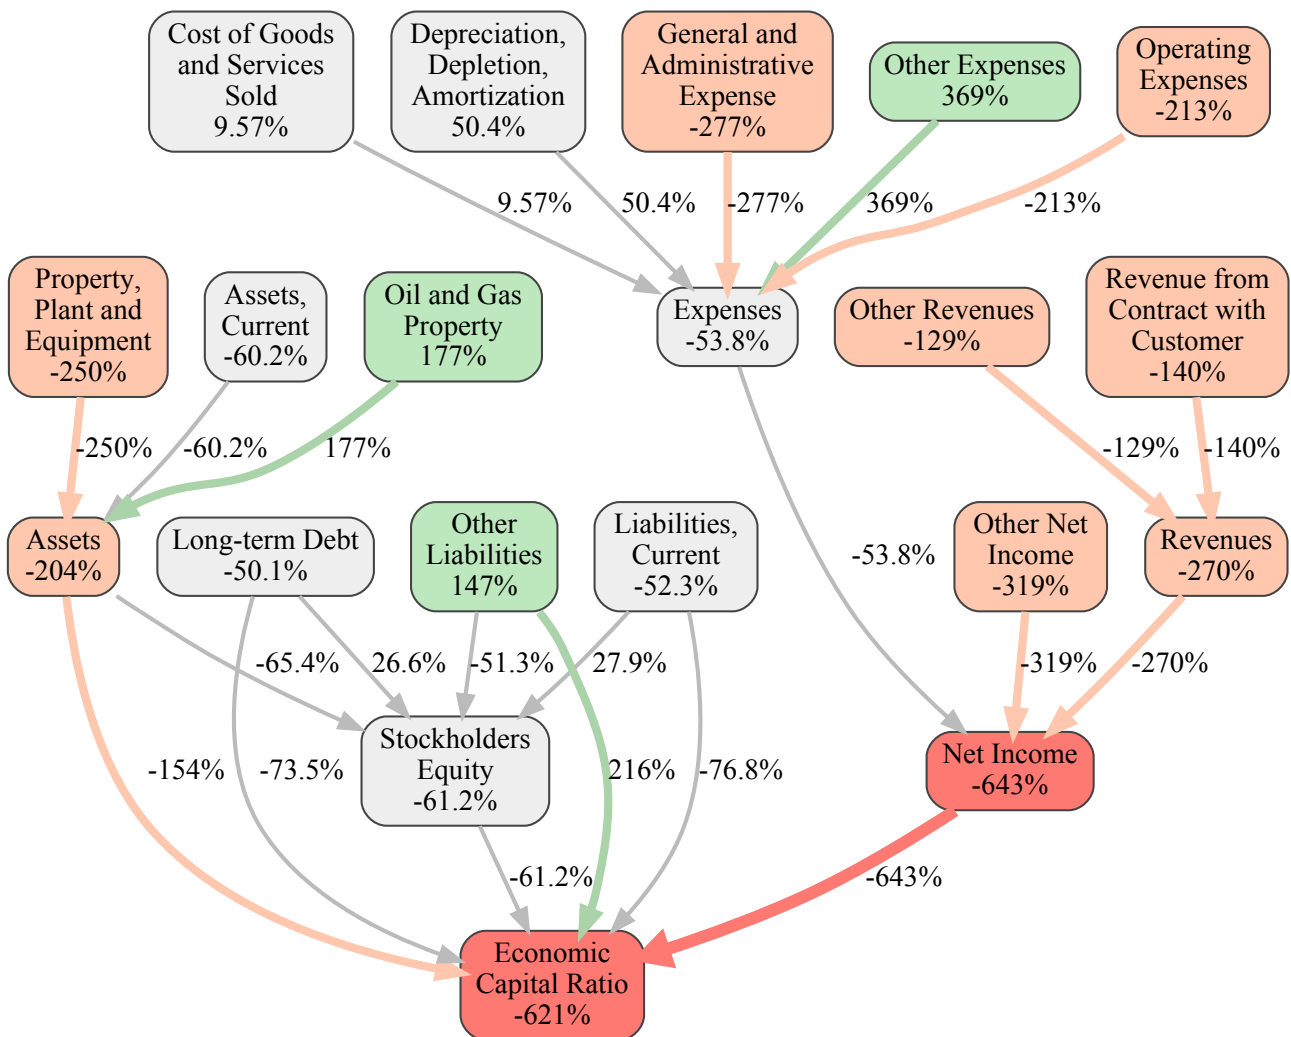 Cost of Goods
and Services
Sold
9.57%
Depreciation,
Depletion,
Amortization
50.4%
General and
Administrative
Expense
-277%
Other Expenses
369%
Operating
Expenses
-213%
9.57%
50.4%
-277%
369%
-213%
Property,
Plant and
Equipment
-250%
Assets,
Current
-60.2%
Oil and Gas
Property
177%
Expenses
-53.8%
Other Revenues
-129%
Revenue from
Contract with
Customer
-140%
-250%
-60.2%
177%
-129%
-140%
Assets
-204%
Long-term Debt
-50.1%
Other
Liabilities
147%
Liabilities,
Current
-52.3%
-53.8%
Other Net
Income
-319%
Revenues
-270%
-65.4%
26.6%
-51.3%
27.9%
-319%
-270%
Stockholders
Equity
-61.2%
Net Income
-643%
-154%
-73.5%
216%
-76.8%
-61.2%
-643%
Economic
Capital Ratio
-621%